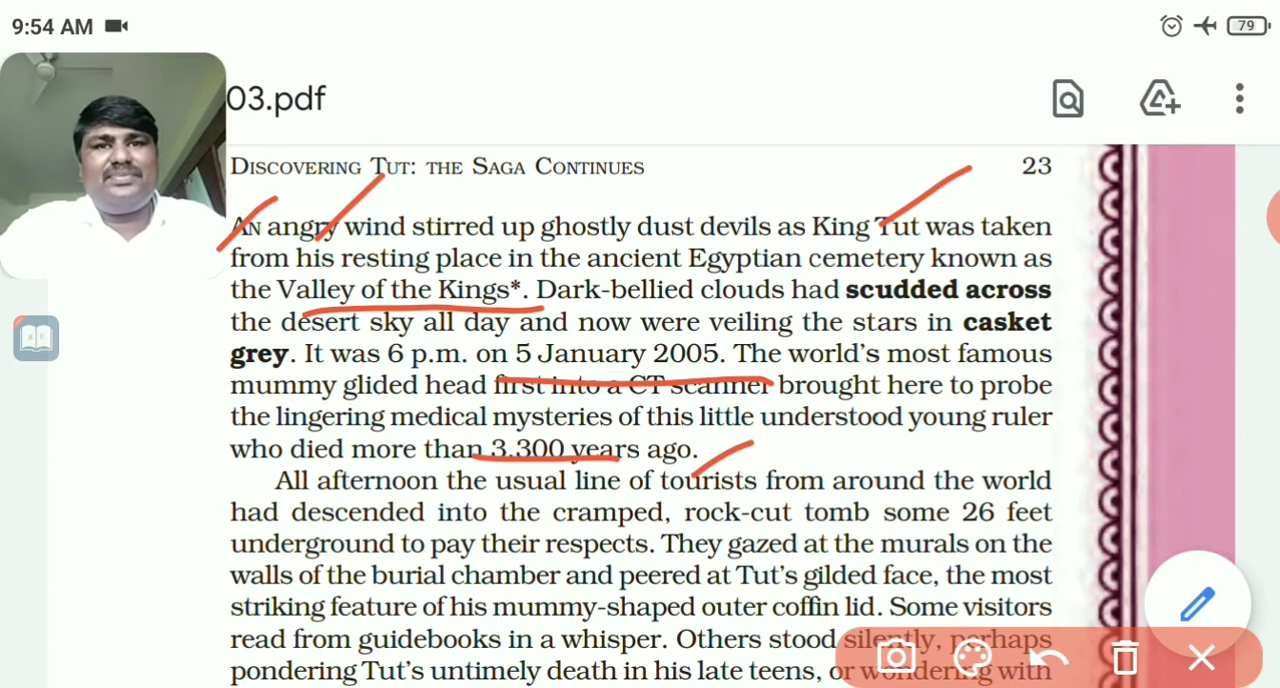 9:54 AM
79
03.pdf
DISCOVERING TUT: THE SAGA CONTINUES 23
AN angry wind stirred up ghostly dust devils as King Tut was taken
from his resting place in the ancient Egyptian cemetery known as
the Valley of the Kings*. Dark-bellied clouds had scudded across
the desert sky all day and now were veiling the stars in casket
grey. It was 6 p.m. on 5 January 2005. The world's most famous
mummy glided head first into a CT scanner brought here to probe
the lingering medical mysteries of this little understood young ruler
who died more than 3,300 years ago.
All afternoon the usual line of tourists from around the world
had descended into the cramped, rock-cut tomb some 26 feet
underground to pay their respects. They gazed at the murals on the
walls of the burial chamber and peered at Tut's gilded face, the most
striking feature of his mummy-shaped outer coffin lid. Some visitors
read from guidebooks in a whisper. Others stood silently, perhaps
pondering Tut's untimely death in his late teens, or wondering with